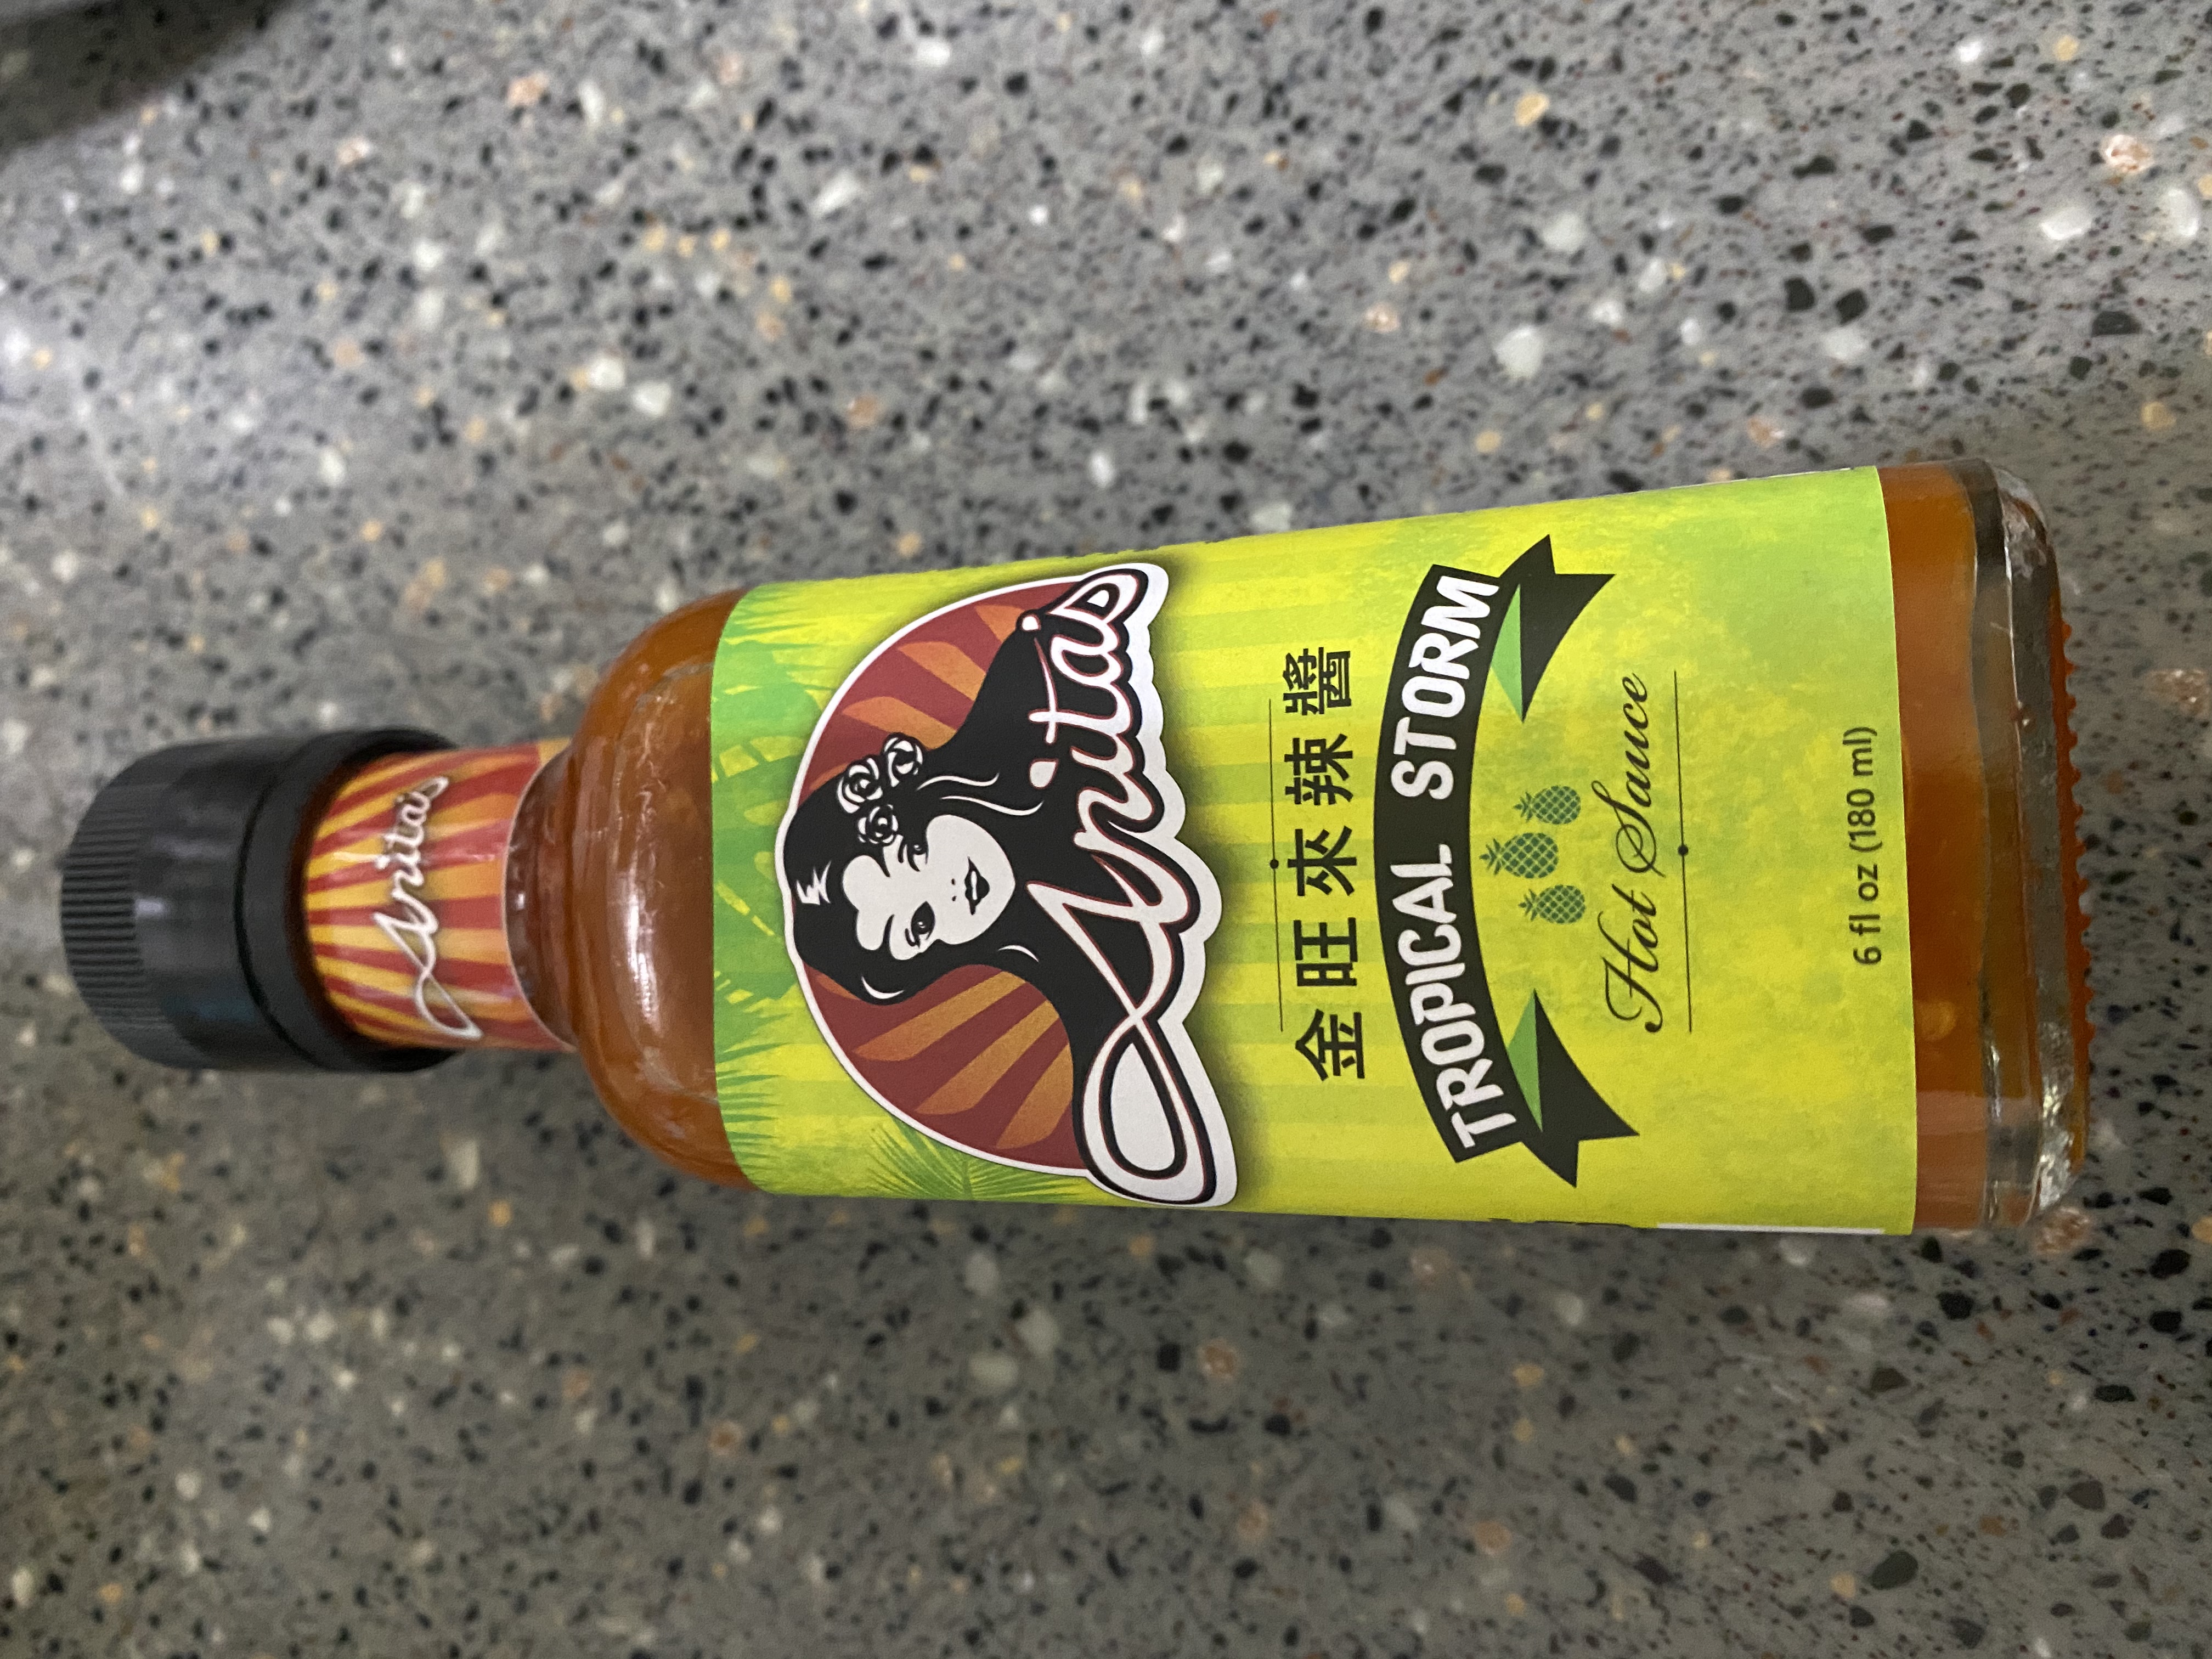 Anita's
Anita's
金旺來辣醬
TROPICAL STORM
Hot Sauce
6 fl oz (180 ml)